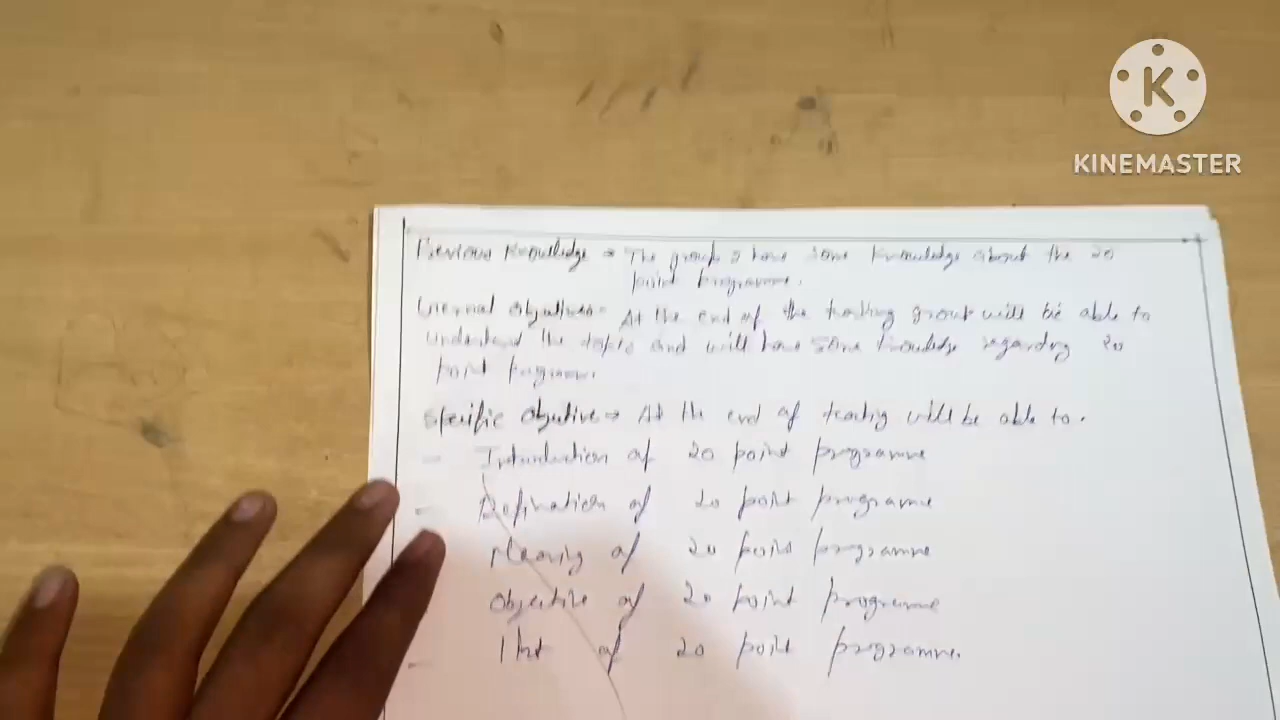 KINEMASTER
Previous Knowledge → The group have some knowledge about the 20
point programme.
General objectives At the end of the teaching group will be able to
understand the topic and will have some knowledge regarding 20
point programme.
specific objective → At the end of teaching will be able to.
- Introduction of 20 point programme
- Defination of 20 point programme
Meaning of 20 point programme
Objective of 20 point programme
- of 20 point programme.